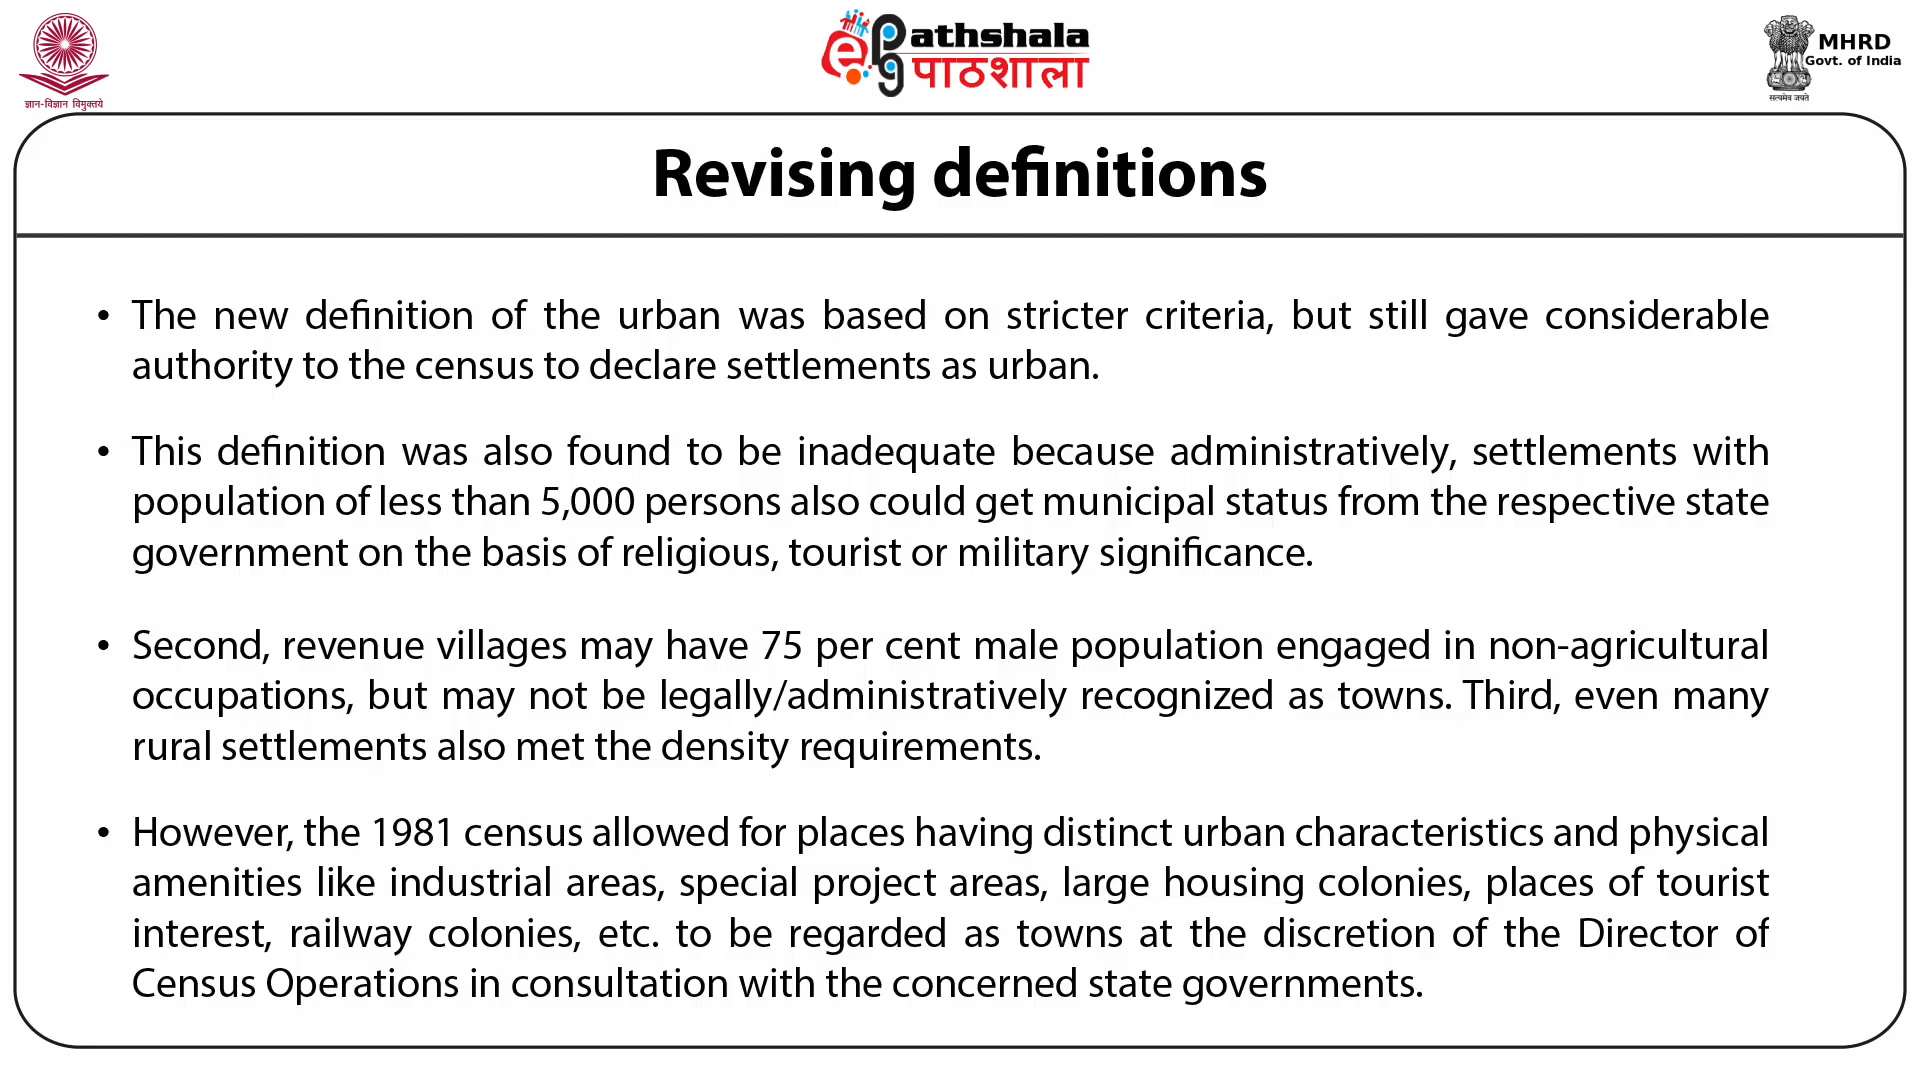 ज्ञान-विज्ञान विमुक्तये
ePg athshala
पाठशाला
MHRD
Govt. of India
सत्यमेव जयते
Revising definitions
• The new definition of the urban was based on stricter criteria, but still gave considerable
authority to the census to declare settlements as urban.
• This definition was also found to be inadequate because administratively, settlements with
population of less than 5,000 persons also could get municipal status from the respective state
government on the basis of religious, tourist or military significance.
• Second, revenue villages may have 75 per cent male population engaged in non-agricultural
occupations, but may not be legally/administratively recognized as towns. Third, even many
rural settlements also met the density requirements.
• However, the 1981 census allowed for places having distinct urban characteristics and physical
amenities like industrial areas, special project areas, large housing colonies, places of tourist
interest, railway colonies, etc. to be regarded as towns at the discretion of the Director of
Census Operations in consultation with the concerned state governments.